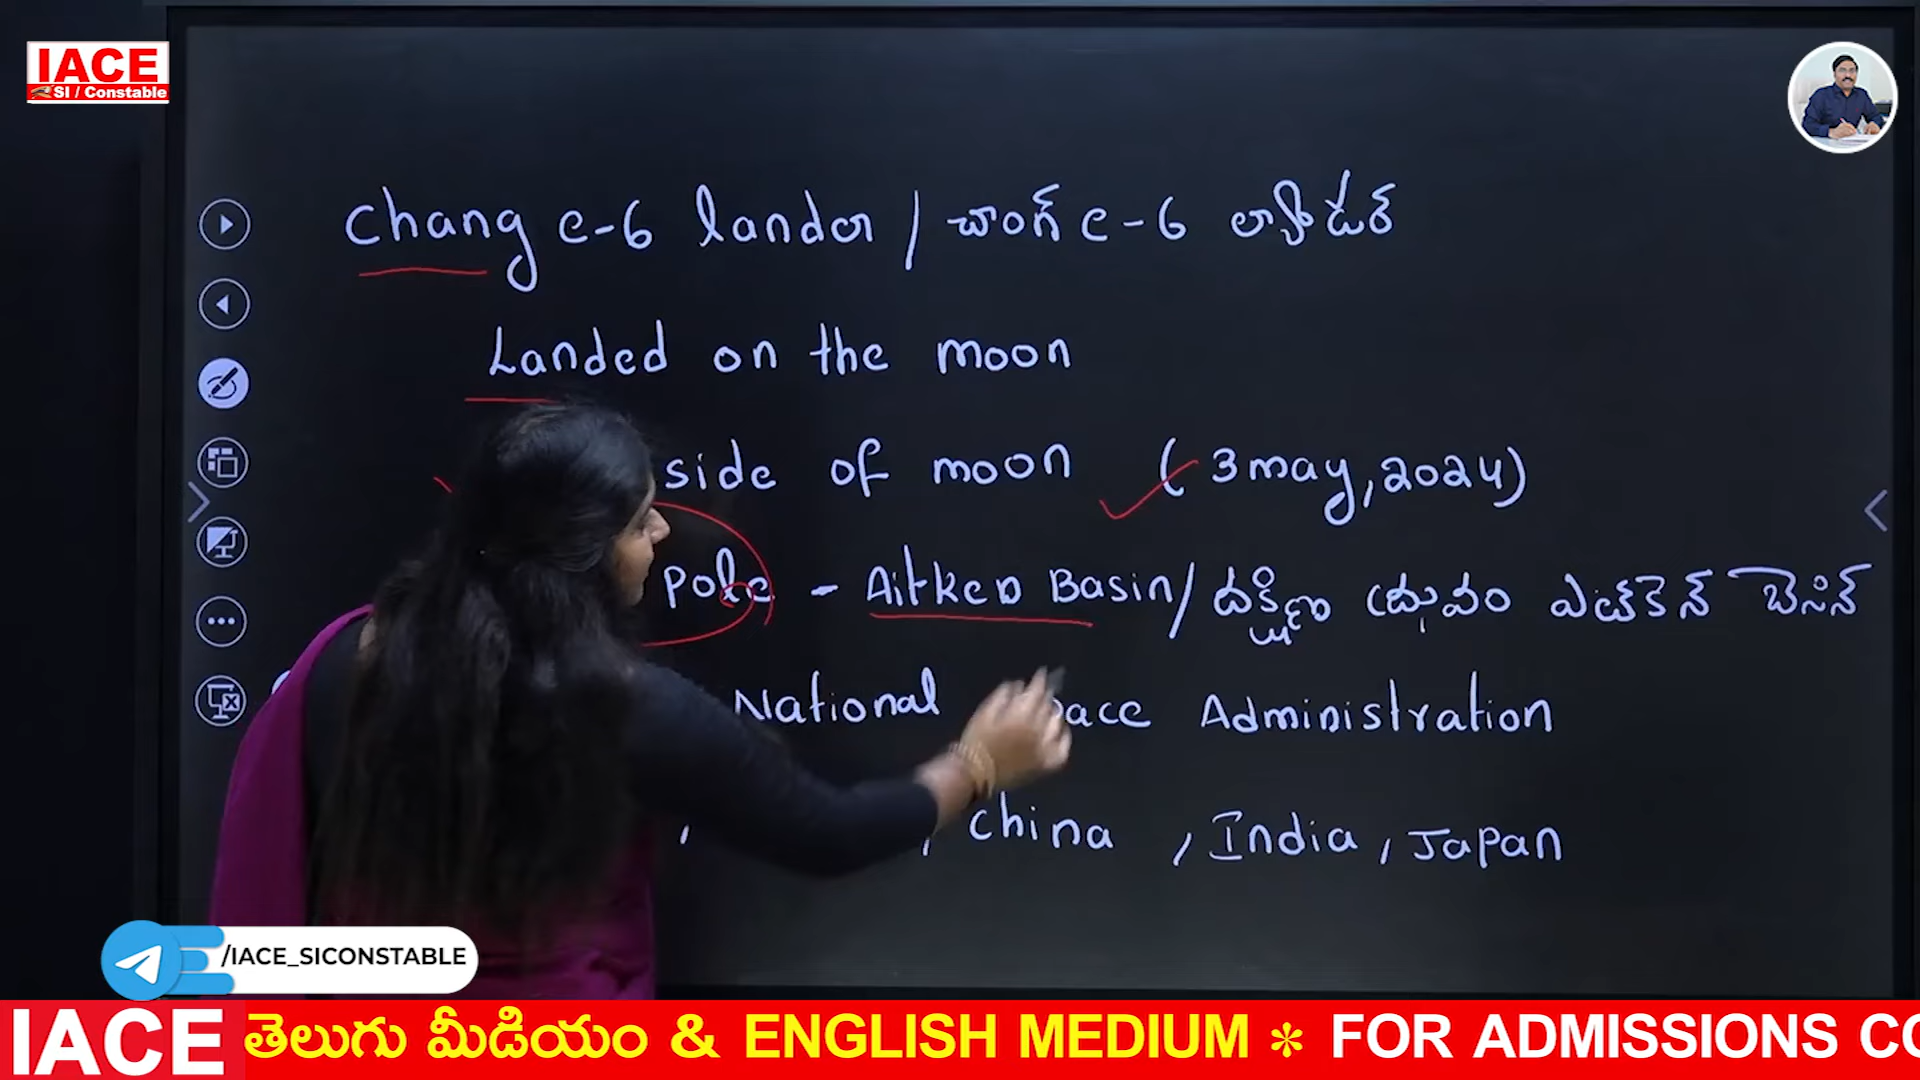 IACE
SI / Constable
Chang e-6 lander / చాంగ్ e-6 లాండర్
Landed on the moon
side of moon (3 may, 2024)
pole - Aitken Basin / దక్షిణ ధ్రువం ఎయిట్కెన్ బేసిన్
National Space Administration
, , China , India , Japan
/IACE_SICONSTABLE
IACE తెలుగు మీడియం & ENGLISH MEDIUM * FOR ADMISSIONS CO